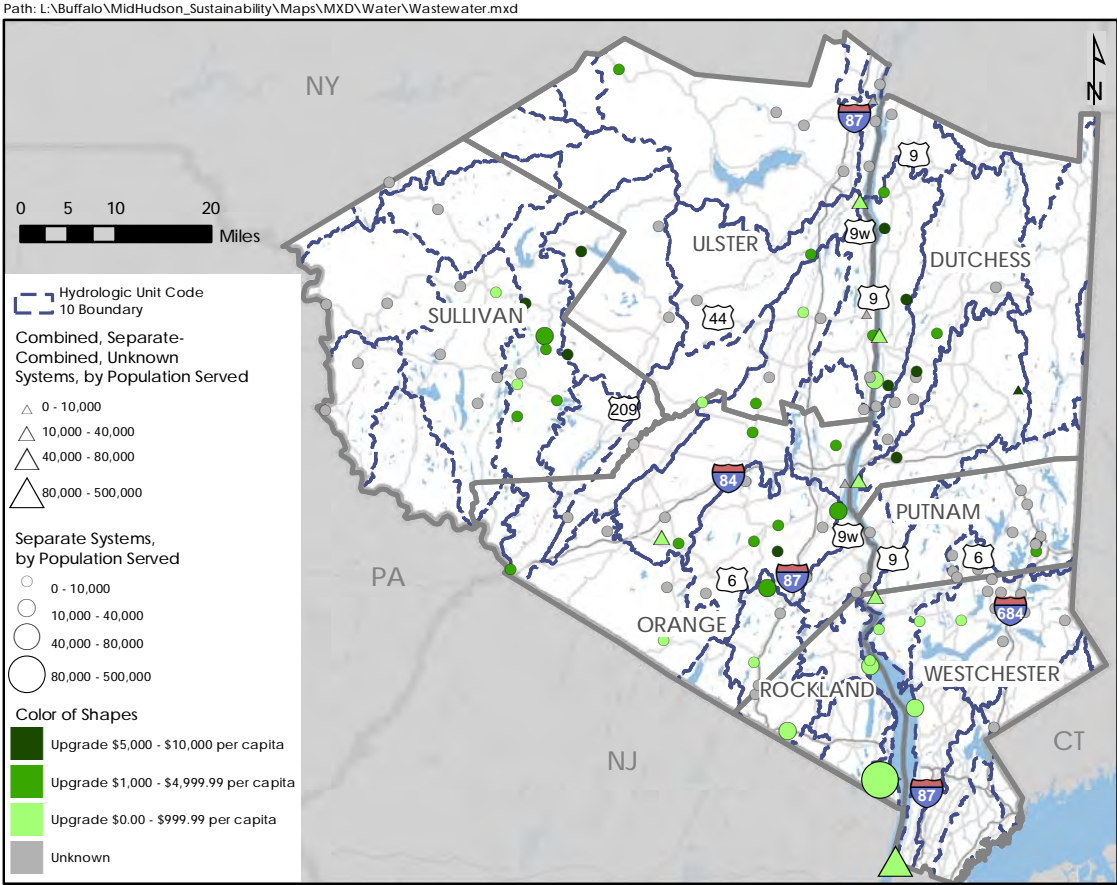 Path: L:\Buffalo\MidHudson_Sustainability\Maps\MXD\Water\Wastewater.mxd
NY
N
87
9
0 5 10 20
Miles
9w
ULSTER
DUTCHESS
Hydrologic Unit Code
10 Boundary
9
SULLIVAN
44
Combined, Separate-
Combined, Unknown
Systems, by Population Served
0 - 10,000
10,000 - 40,000
40,000 - 80,000
80,000 - 500,000
209
84
PUTNAM
Separate Systems,
by Population Served
0 - 10,000
10,000 - 40,000
40,000 - 80,000
80,000 - 500,000
9w
9
6
PA
6
87
684
ORANGE
WESTCHESTER
ROCKLAND
Color of Shapes
Upgrade $5,000 - $10,000 per capita
Upgrade $1,000 - $4,999.99 per capita
Upgrade $0.00 - $999.99 per capita
Unknown
CT
NJ
87